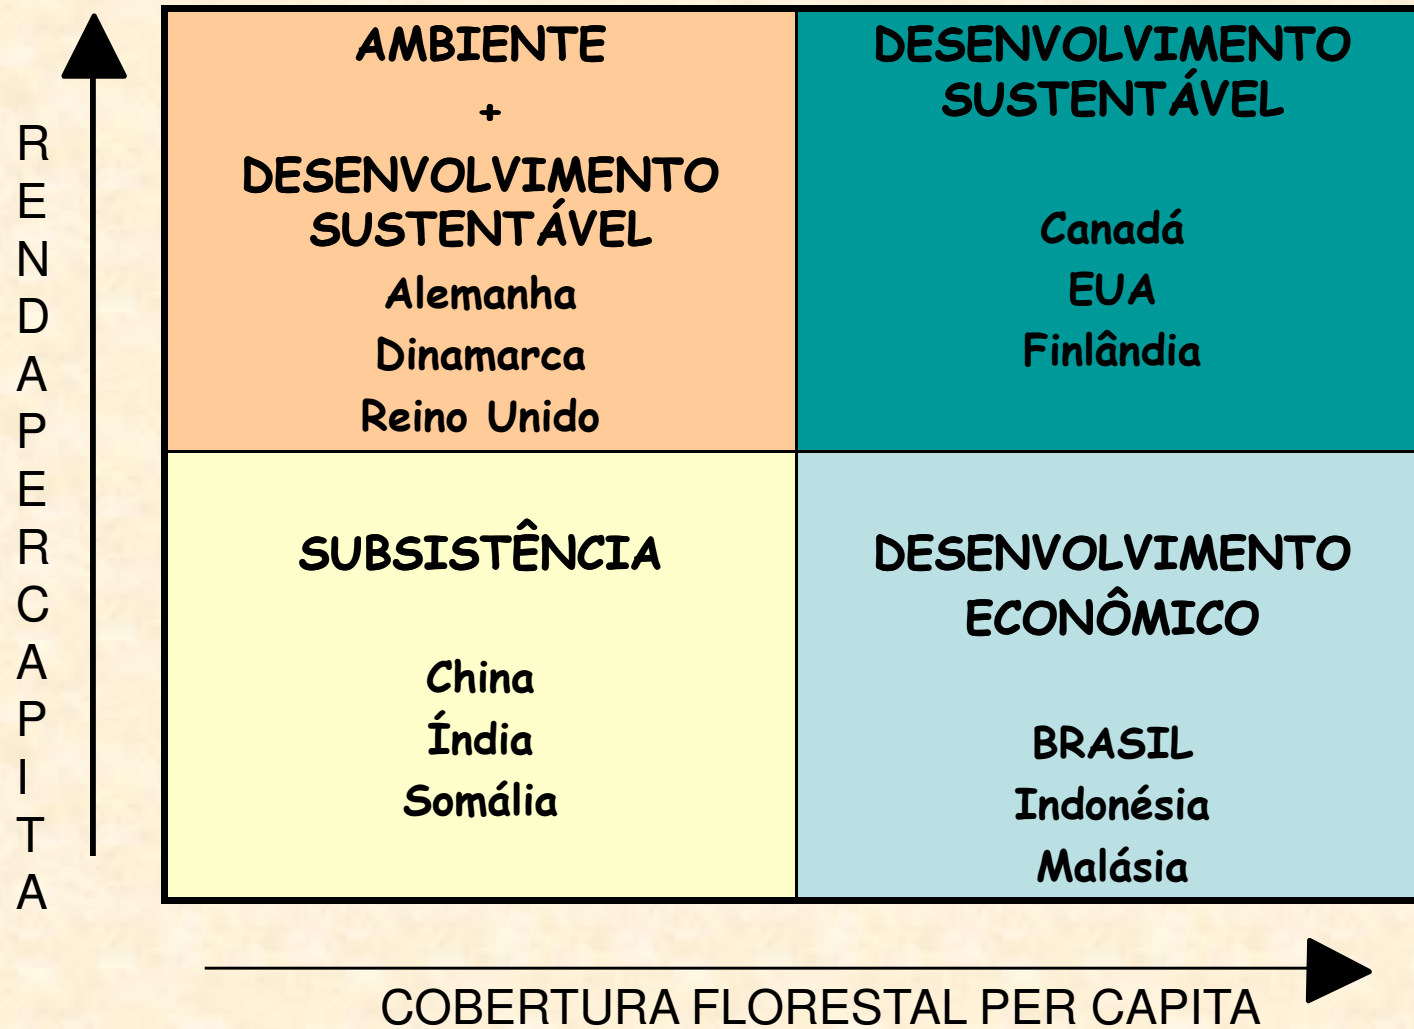 RENDA PER CAPITA
AMBIENTE
+
DESENVOLVIMENTO
SUSTENTÁVEL
Alemanha
Dinamarca
Reino Unido
DESENVOLVIMENTO
SUSTENTÁVEL
Canadá
EUA
Finlândia
SUBSISTÊNCIA
China
Índia
Somália
DESENVOLVIMENTO
ECONÔMICO
BRASIL
Indonésia
Malásia
COBERTURA FLORESTAL PER CAPITA